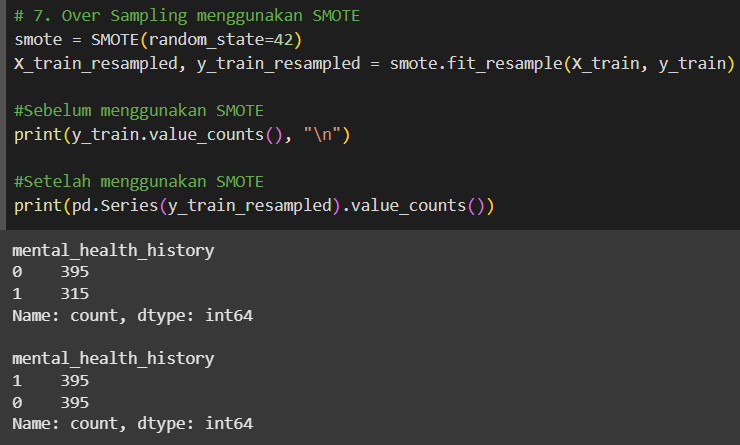 # 7. Over Sampling menggunakan SMOTE
smote = SMOTE(random_state=42)
X_train_resampled, y_train_resampled = smote.fit_resample(X_train, y_train)
#Sebelum menggunakan SMOTE
print(y_train.value_counts(), "\n")
#Setelah menggunakan SMOTE
print(pd.Series(y_train_resampled).value_counts())
mental_health_history
0    395
1    315
Name: count, dtype: int64
mental_health_history
1    395
0    395
Name: count, dtype: int64